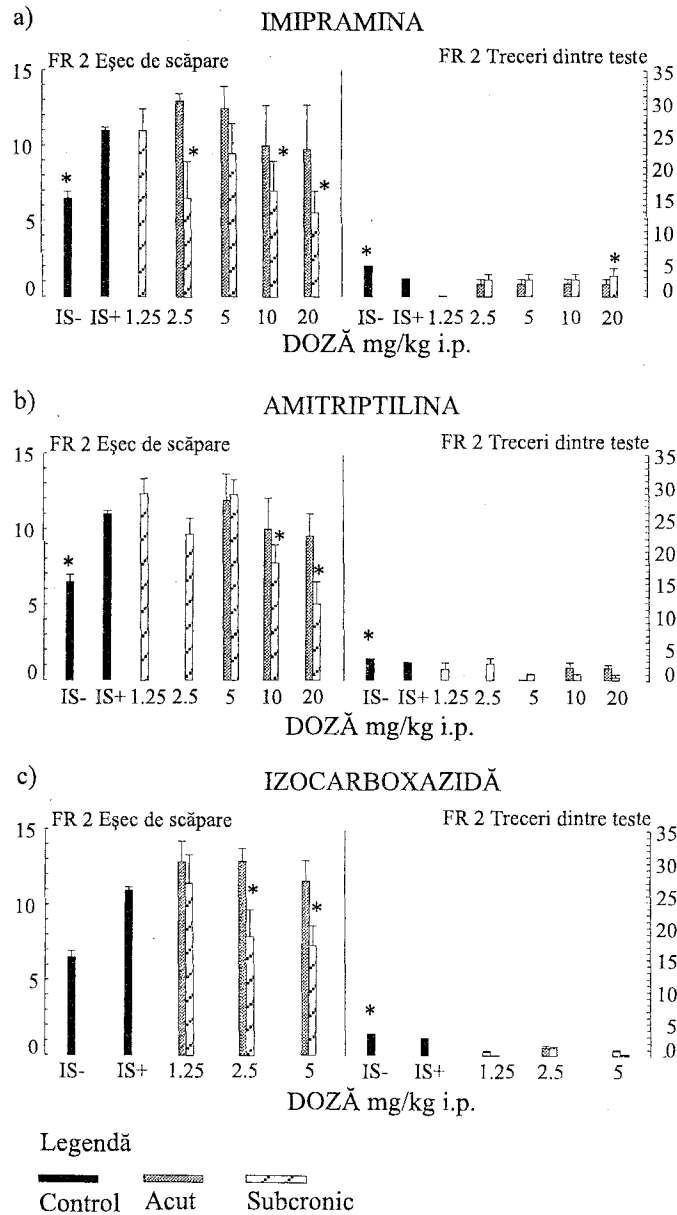 a)
IMIPRAMINA
FR 2 Eşec de scăpare
FR 2 Treceri dintre teste
15
10
5
0
35
30
25
20
15
10
5
0
*
*
*
*
*
*
IS- IS+ 1.25 2.5 5 10 20
IS- IS+ 1.25 2.5 5 10 20
DOZĂ mg/kg i.p.
b)
AMITRIPTILINA
FR 2 Eşec de scăpare
FR 2 Treceri dintre teste
15
10
5
0
35
30
25
20
15
10
5
0
*
*
*
*
IS- IS+ 1.25 2.5 5 10 20
IS- IS+ 1.25 2.5 5 10 20
DOZĂ mg/kg i.p.
c)
IZOCARBOXAZIDĂ
FR 2 Eşec de scăpare
FR 2 Treceri dintre teste
15
10
5
0
35
30
25
20
15
10
5
.0
*
*
*
IS- IS+ 1.25 2.5 5
IS- IS+ 1.25 2.5 5
DOZĂ mg/kg i.p.
Legendă
Control Acut Subcronic